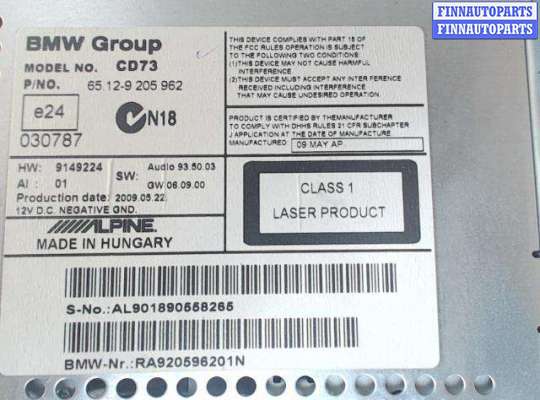 FINNAUTOPARTS
FINNAUTOPARTS
FINNAUTOPARTS
BMW Group
MODEL NO. CD73
P/NO. 65.12-9 205 962
e24
030787
N18
HW: 9149224
AI : 01
SW: Audio 93.50.03
GW 06.09.00
Production date: 2009.05.22.
12V D.C. NEGATIVE GND.
ALPINE
MADE IN HUNGARY
THIS DEVICE COMPLIES WITH PART 15 OF
THE FCC RULES OPERATION IS SUBJECT
TO THE FOLLOWING TWO CONDITIONS:
(1)THIS DEVICE MAY NOT CAUSE HARMFUL
INTERFERENCE
(2)THIS DEVICE MUST ACCEPT ANY INTERFERENCE
RECEIVED INCLUDING INTERFERENCE
THAT MAY CAUSE UNDESIRED OPERATION.
PRODUCT IS CERTIFIED BY THEMANUFACTURER
TO COMPLY WITH DHHS RULES 21 CFR SUBCHAPTER
J APPLICATION AT THE DATE OF MANUFACTURE
MANUFACTURED: 09 MAY AP
CLASS 1
LASER PRODUCT
S-No.:AL901890558265
BMW-Nr.:RA920596201N